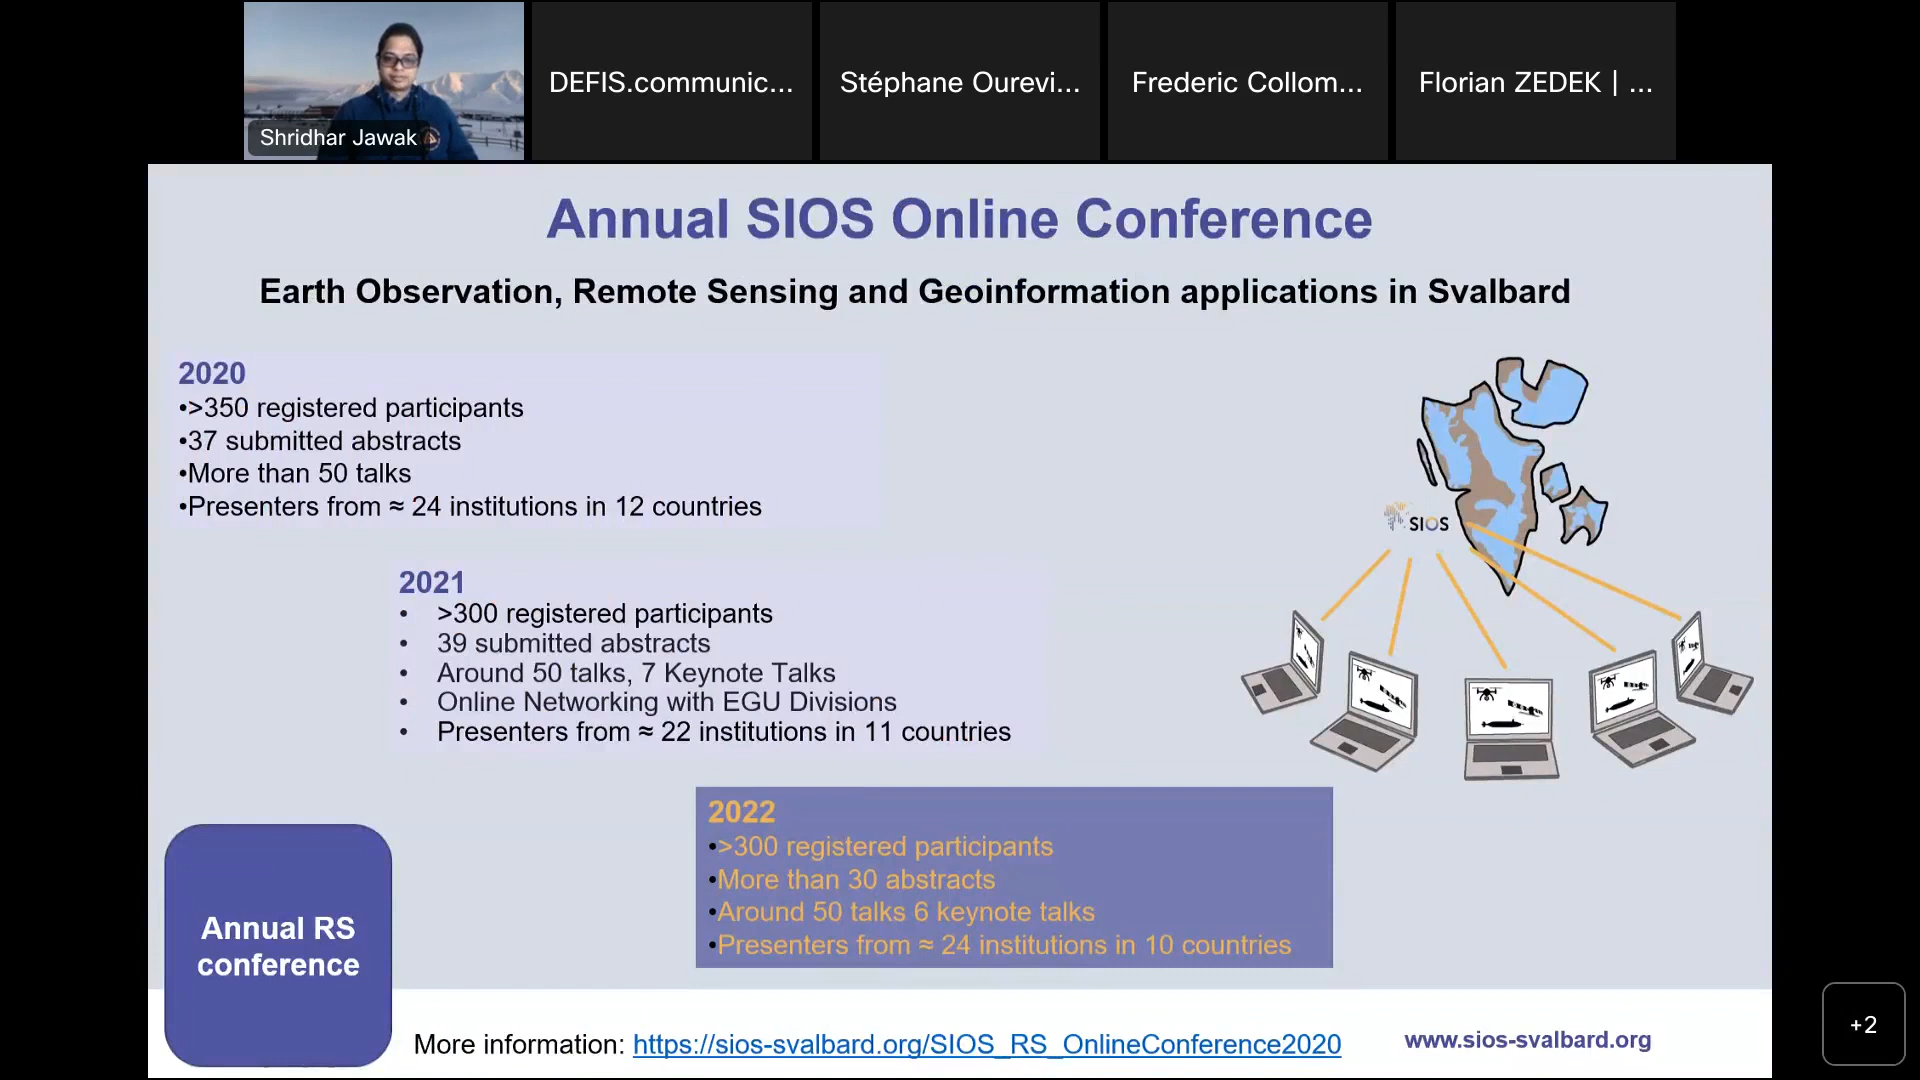 Shridhar Jawak
DEFIS.communic...
Stéphane Ourevi...
Frederic Collom...
Florian ZEDEK | ...
Annual SIOS Online Conference
Earth Observation, Remote Sensing and Geoinformation applications in Svalbard
2020
•>350 registered participants
•37 submitted abstracts
•More than 50 talks
•Presenters from ≈ 24 institutions in 12 countries
SIOS
2021
• >300 registered participants
• 39 submitted abstracts
• Around 50 talks, 7 Keynote Talks
• Online Networking with EGU Divisions
• Presenters from ≈ 22 institutions in 11 countries
2022
•>300 registered participants
•More than 30 abstracts
•Around 50 talks 6 keynote talks
•Presenters from ≈ 24 institutions in 10 countries
Annual RS
conference
More information: https://sios-svalbard.org/SIOS_RS_OnlineConference2020
www.sios-svalbard.org
+2